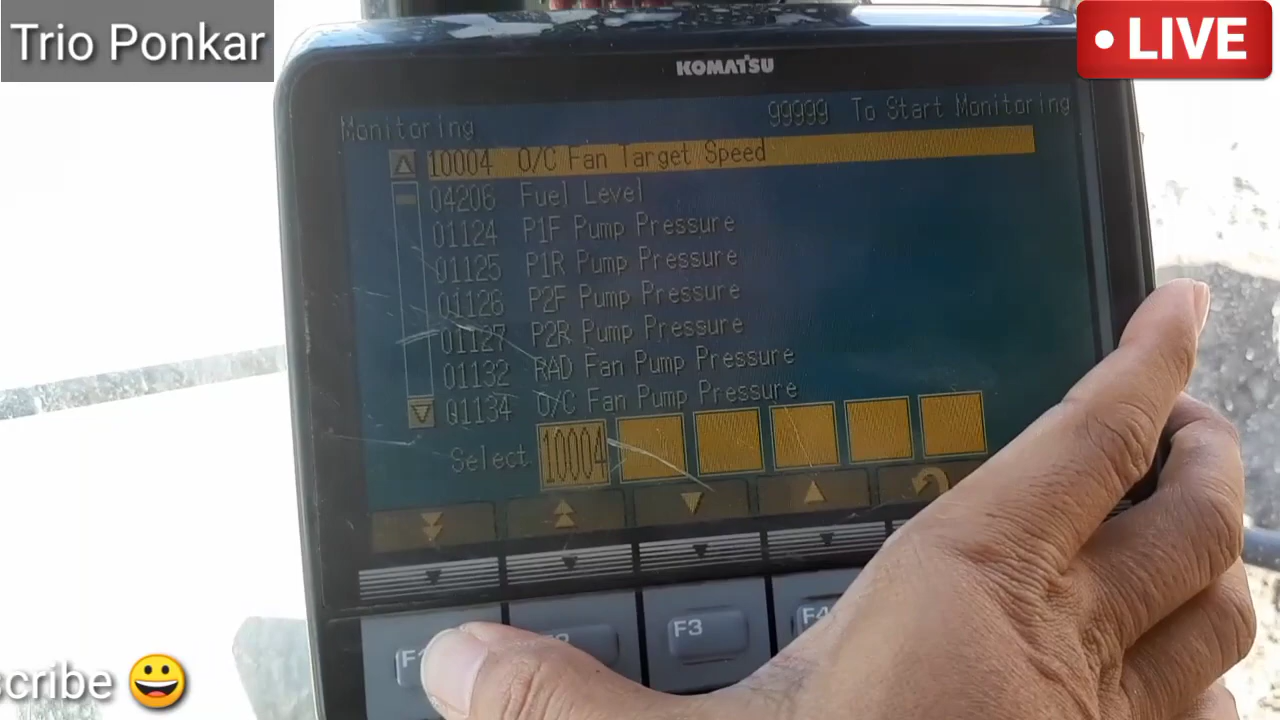 Trio Ponkar
LIVE
KOMATSU
Monitoring 99999 To Start Monitoring
10004 O/C Fan Target Speed
04206 Fuel Level
01124 P1F Pump Pressure
01125 P1R Pump Pressure
01126 P2F Pump Pressure
01127 P2R Pump Pressure
01132 RAD Fan Pump Pressure
01134 O/C Fan Pump Pressure
Select 10004
F1 F2 F3 F4
scribe 😀